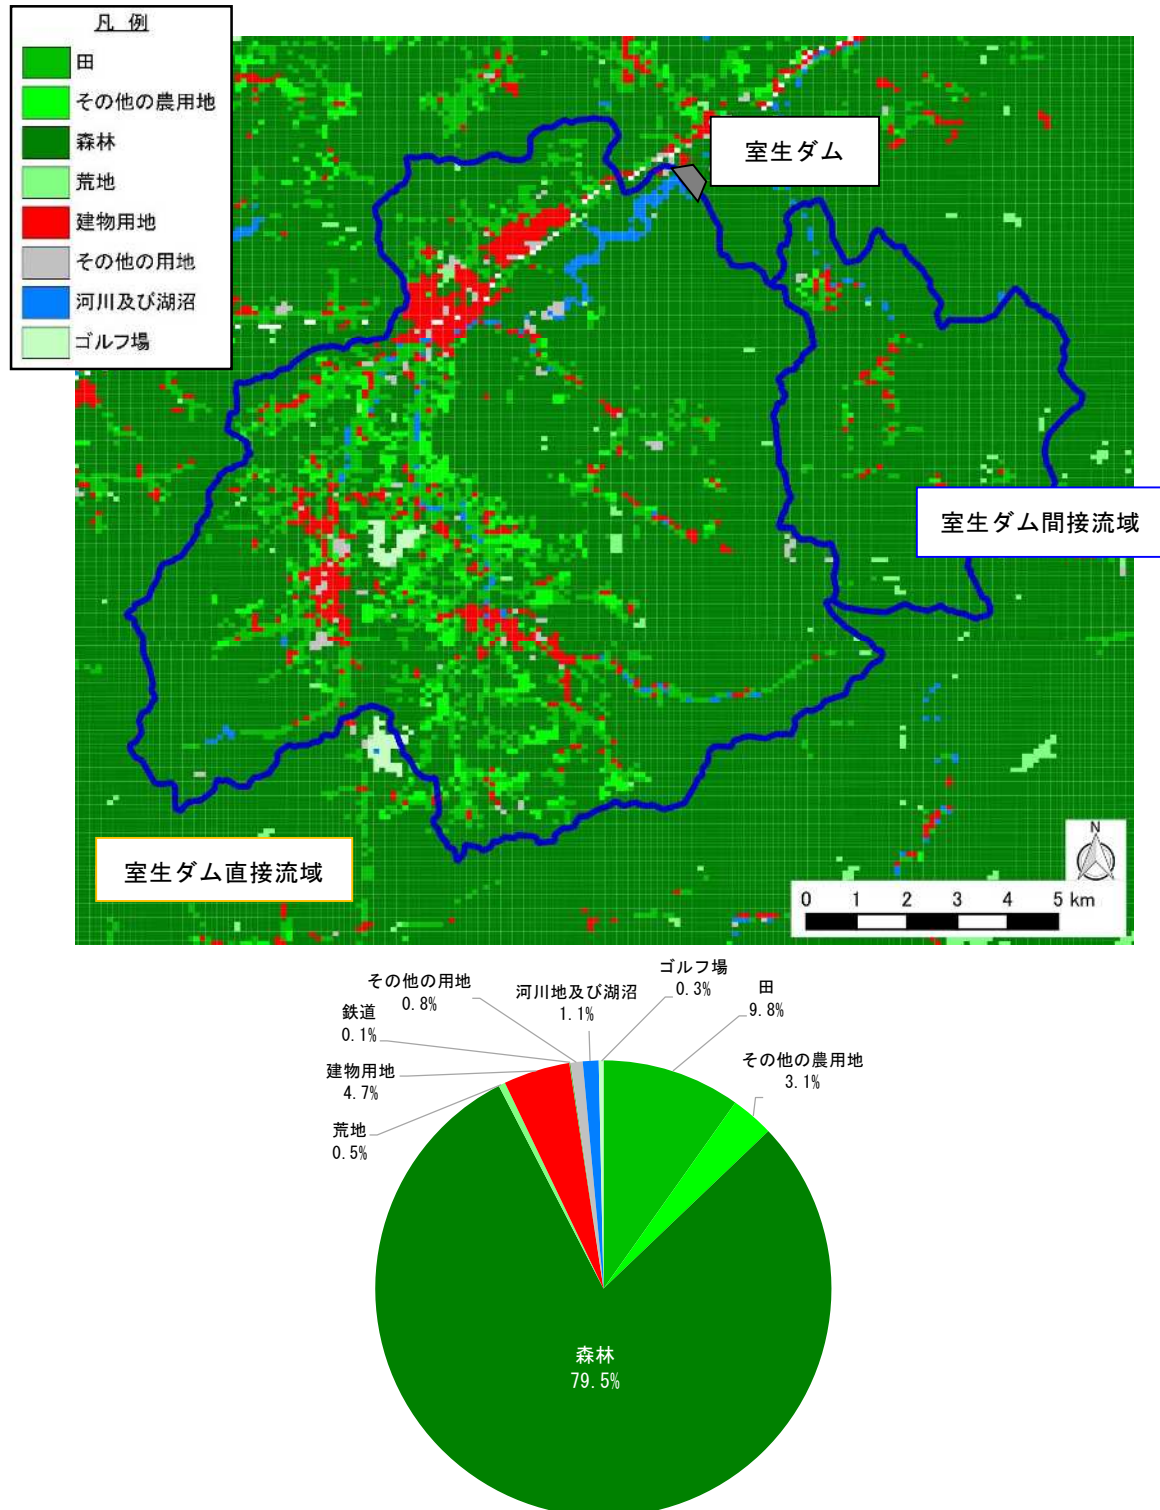 凡 例
田
その他の農用地
森林
荒地
建物用地
その他の用地
河川及び湖沼
ゴルフ場
室生ダム
室生ダム間接流域
室生ダム直接流域
N
0 1 2 3 4 5 km
ゴルフ場
0.3%
その他の用地
0.8%
河川地及び湖沼
1.1%
田
9.8%
鉄道
0.1%
その他の農用地
3.1%
建物用地
4.7%
荒地
0.5%
森林
79.5%